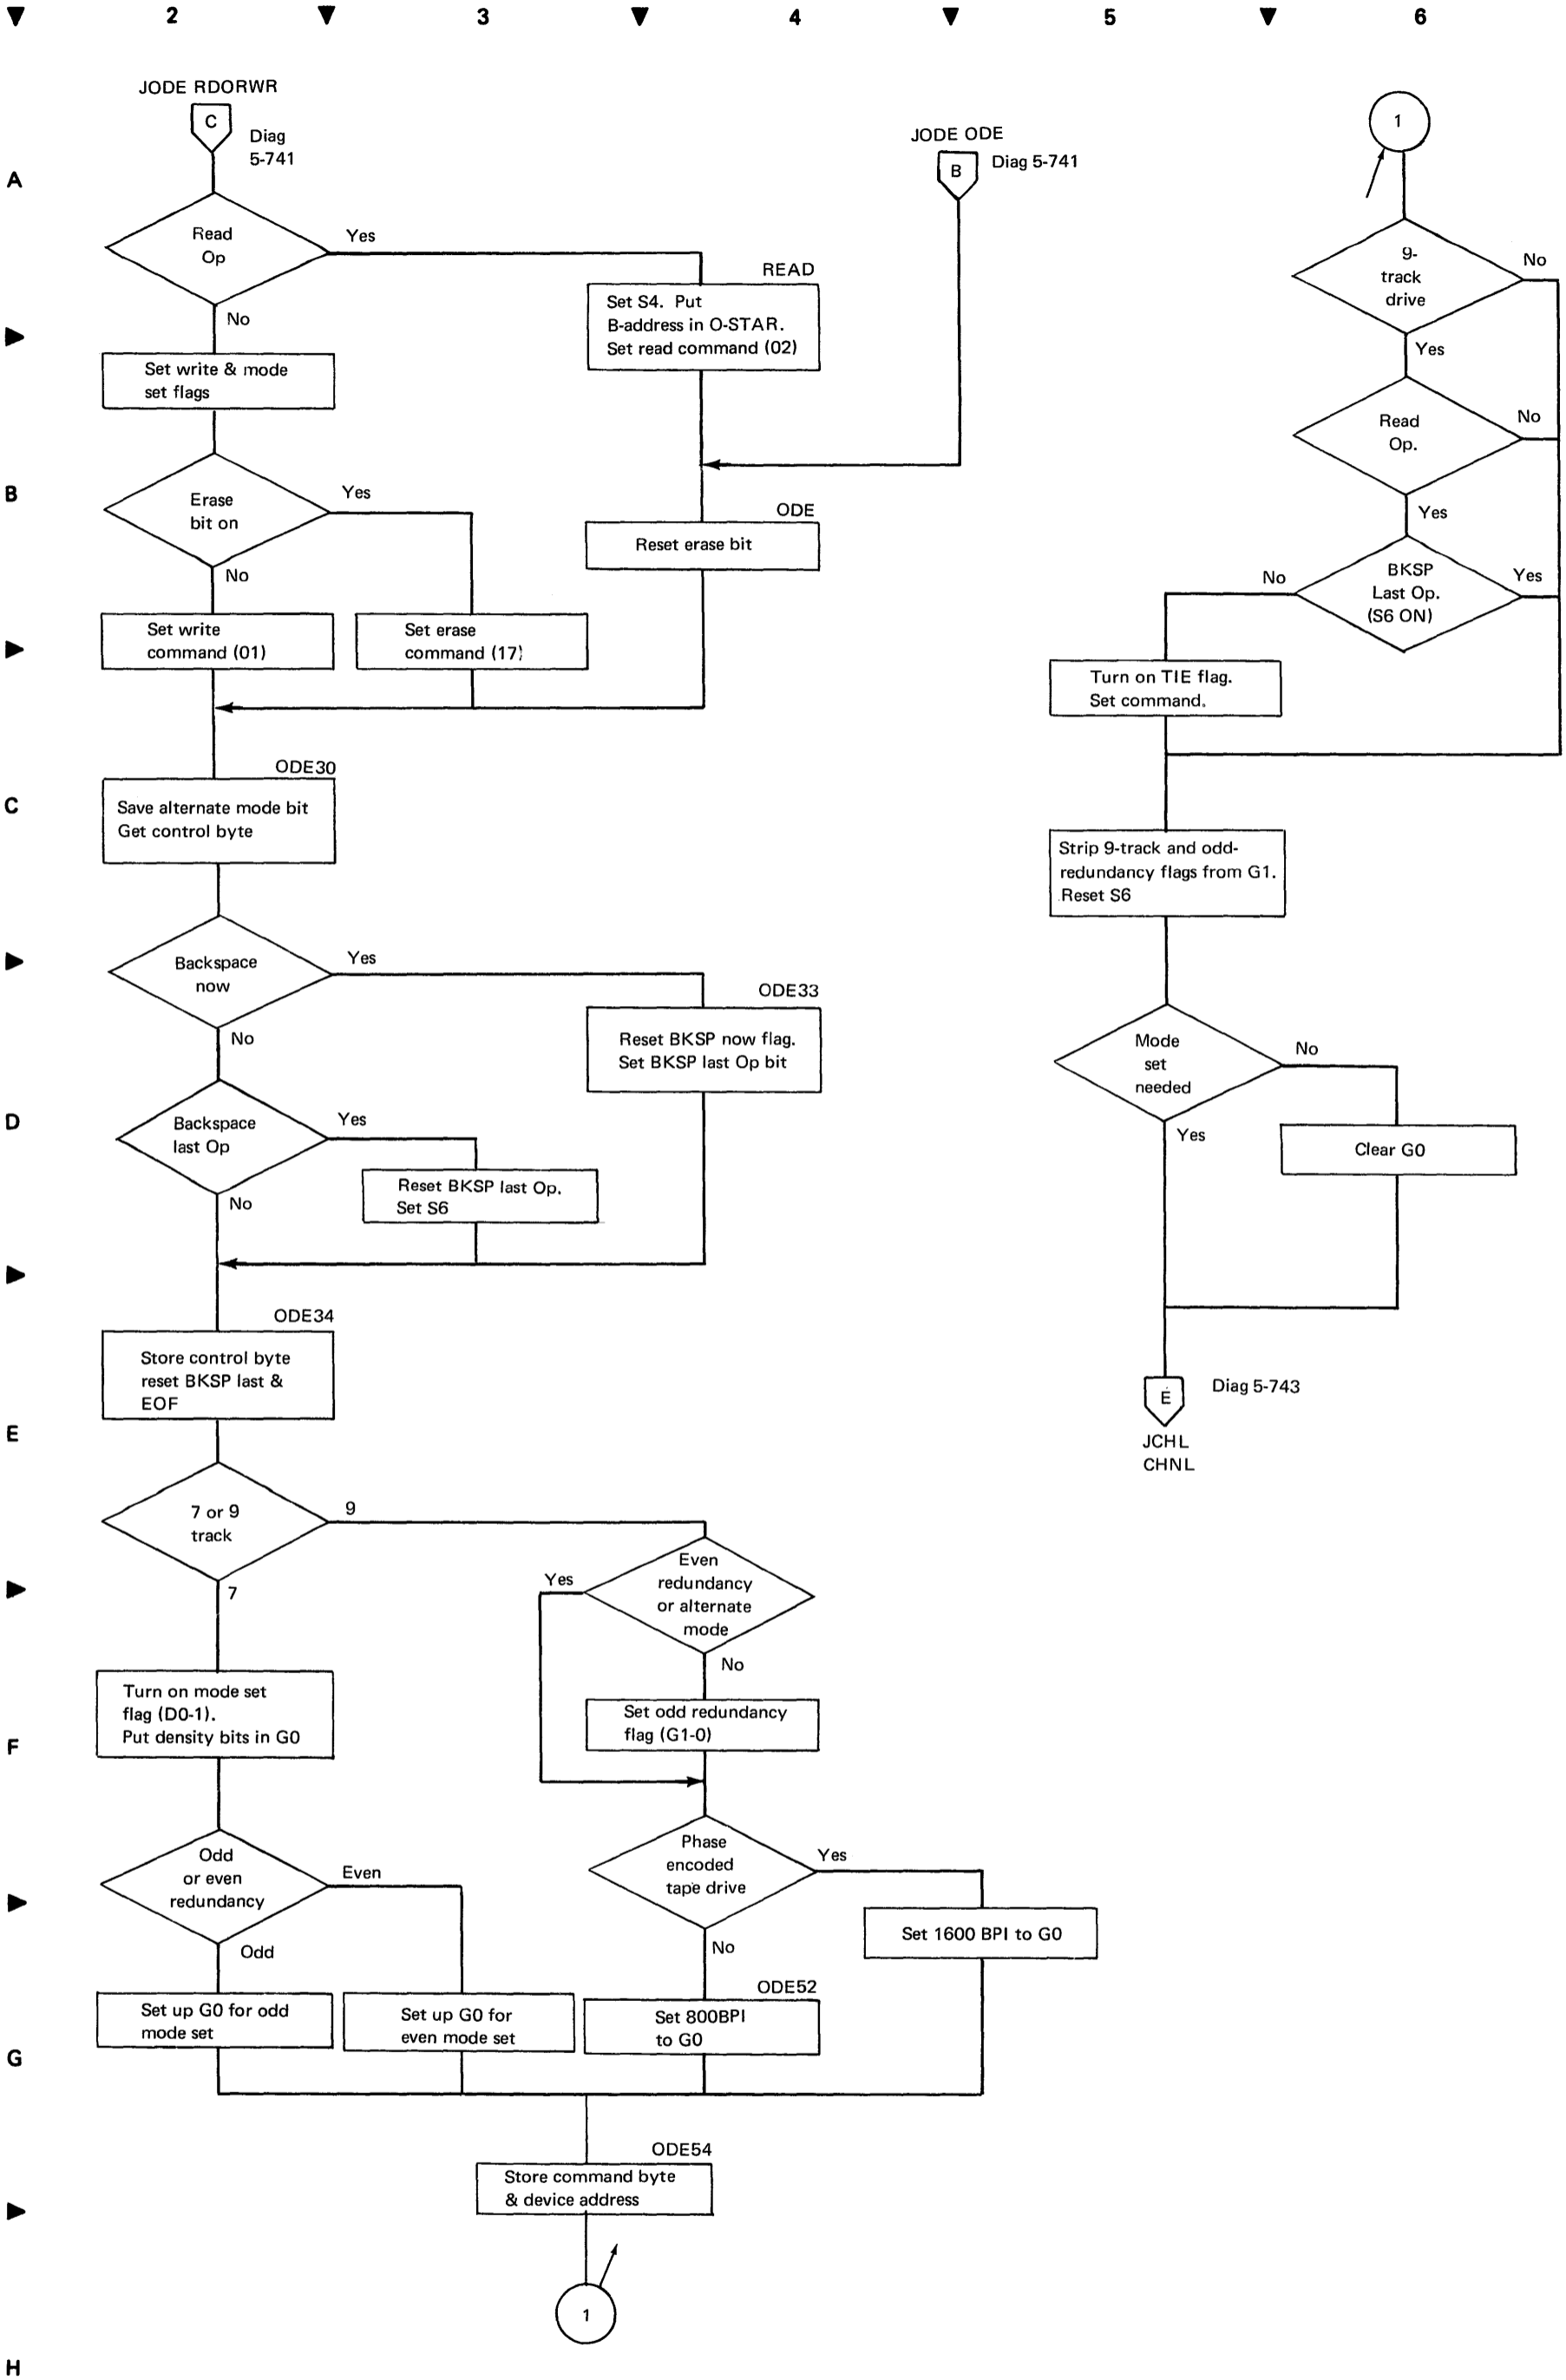 2 3 4 5 6
JODE RDORWR
C
Diag
5-741
A
Read
Op
Yes
No
Set write & mode
set flags
READ
Set S4. Put
B-address in O-STAR.
Set read command (02)
JODE ODE
B
Diag 5-741
B
Erase
bit on
Yes
No
Set write
command (01)
Set erase
command (17)
ODE
Reset erase bit
C
ODE30
Save alternate mode bit
Get control byte
Backspace
now
Yes
No
ODE33
Reset BKSP now flag.
Set BKSP last Op bit
D
Backspace
last Op
Yes
No
Reset BKSP last Op.
Set S6
ODE34
Store control byte
reset BKSP last &
EOF
E
7 or 9
track
9
7
Even
redundancy
or alternate
mode
Yes
No
Turn on mode set
flag (D0-1).
Put density bits in G0
Set odd redundancy
flag (G1-0)
F
Odd
or even
redundancy
Even
Odd
Phase
encoded
tape drive
Yes
No
Set 1600 BPI to G0
Set up G0 for odd
mode set
Set up G0 for
even mode set
ODE52
Set 800BPI
to G0
G
ODE54
Store command byte
& device address
1
H
1
9-
track
drive
No
Yes
Read
Op.
No
Yes
BKSP
Last Op.
(S6 ON)
No
Yes
Turn on TIE flag.
Set command.
Strip 9-track and odd-
redundancy flags from G1.
Reset S6
Mode
set
needed
No
Yes
Clear G0
E
Diag 5-743
JCHL
CHNL